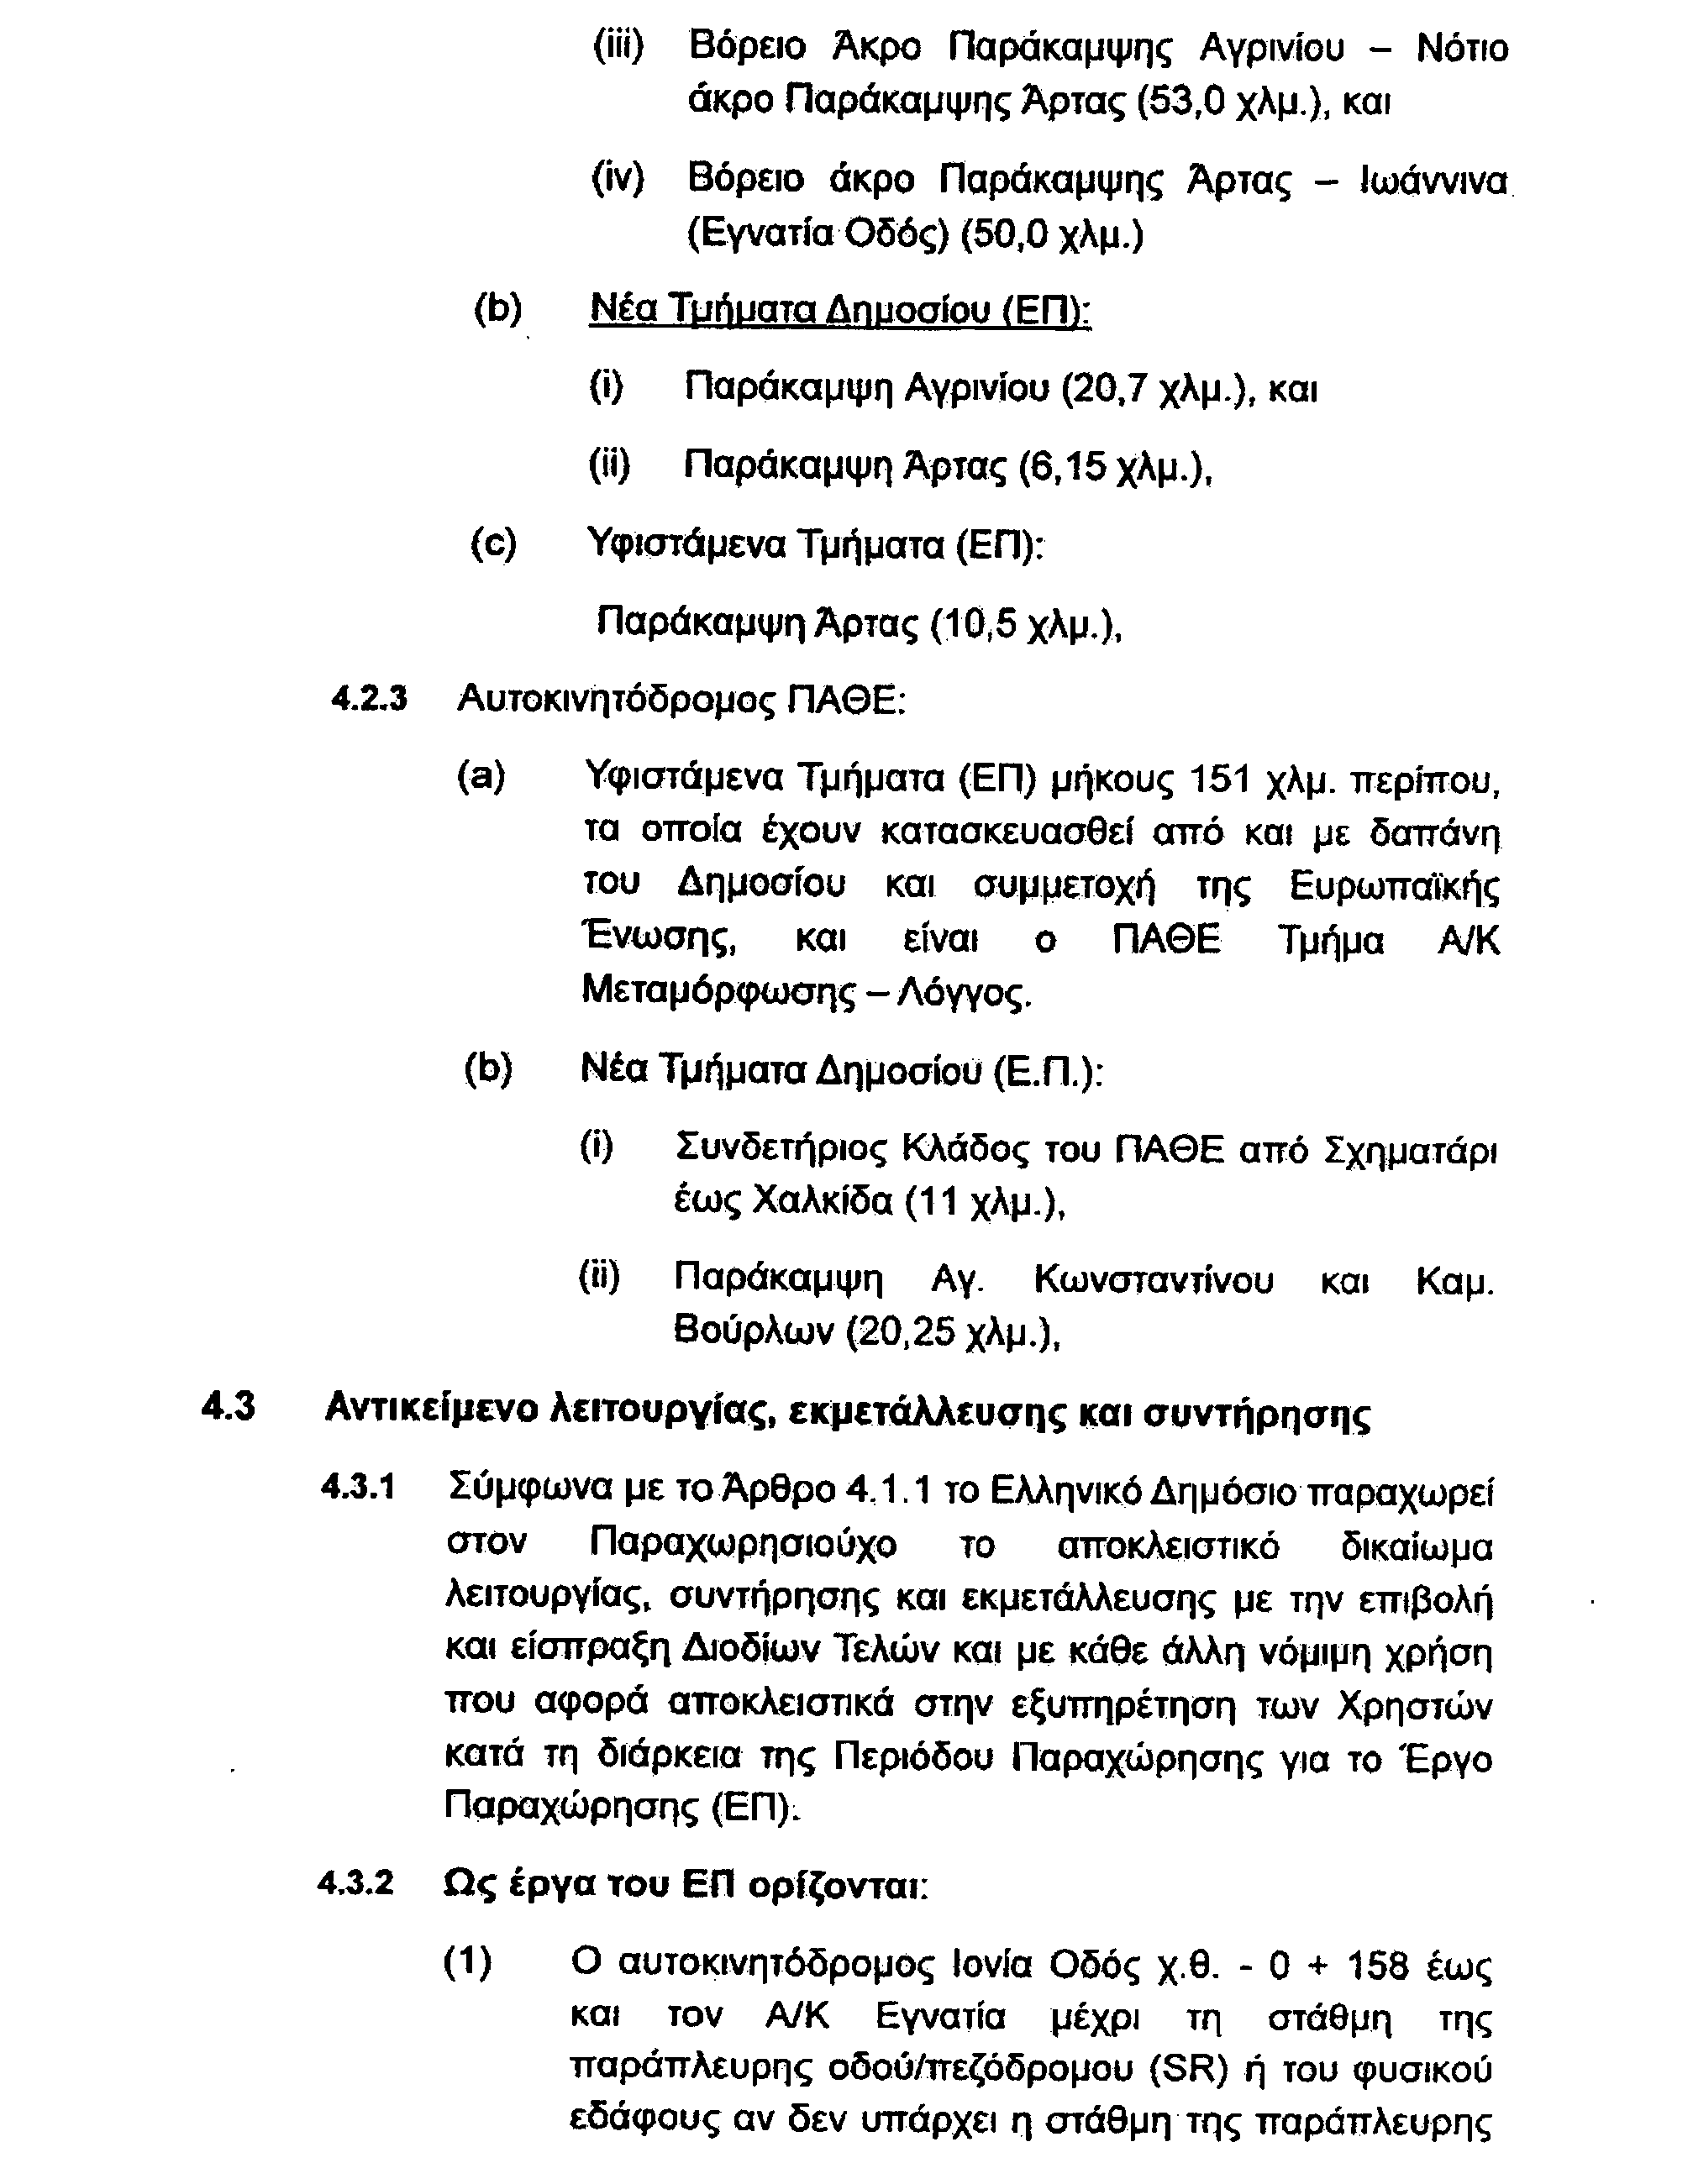 (iii) Βόρειο Άκρο Παράκαμψης Αγρινίου – Νότιο
άκρο Παράκαμψης Άρτας (53,0 χλμ.), και
(iv) Βόρειο άκρο Παράκαμψης Άρτας – Ιωάννινα
(Εγνατία Οδός) (50,0 χλμ.)
(b) Νέα Τμήματα Δημοσίου (ΕΠ):
(i) Παράκαμψη Αγρινίου (20,7 χλμ.), και
(ii) Παράκαμψη Άρτας (6,15 χλμ.),
(c) Υφιστάμενα Τμήματα (ΕΠ):
Παράκαμψη Άρτας (10,5 χλμ.),
4.2.3 Αυτοκινητόδρομος ΠΑΘΕ:
(a) Υφιστάμενα Τμήματα (ΕΠ) μήκους 151 χλμ. περίπου,
τα οποία έχουν κατασκευασθεί από και με δαπάνη
του Δημοσίου και συμμετοχή της Ευρωπαϊκής
Ένωσης, και είναι ο ΠΑΘΕ Τμήμα Α/Κ
Μεταμόρφωσης – Λόγγος.
(b) Νέα Τμήματα Δημοσίου (Ε.Π.):
(i) Συνδετήριος Κλάδος του ΠΑΘΕ από Σχηματάρι
έως Χαλκίδα (11 χλμ.),
(ii) Παράκαμψη Αγ. Κωνσταντίνου και Καμ.
Βούρλων (20,25 χλμ.),
4.3 Αντικείμενο λειτουργίας, εκμετάλλευσης και συντήρησης
4.3.1 Σύμφωνα με το Άρθρο 4.1.1 το Ελληνικό Δημόσιο παραχωρεί
στον Παραχωρησιούχο το αποκλειστικό δικαίωμα
λειτουργίας, συντήρησης και εκμετάλλευσης με την επιβολή
και είσπραξη Διοδίων Τελών και με κάθε άλλη νόμιμη χρήση
που αφορά αποκλειστικά στην εξυπηρέτηση των Χρηστών
κατά τη διάρκεια της Περιόδου Παραχώρησης για το Έργο
Παραχώρησης (ΕΠ).
4.3.2 Ως έργα του ΕΠ ορίζονται:
(1) Ο αυτοκινητόδρομος Ιονία Οδός χ.θ. - 0 + 158 έως
και τον Α/Κ Εγνατία μέχρι τη στάθμη της
παράπλευρης οδού/πεζόδρομου (SR) ή του φυσικού
εδάφους αν δεν υπάρχει η στάθμη της παράπλευρης